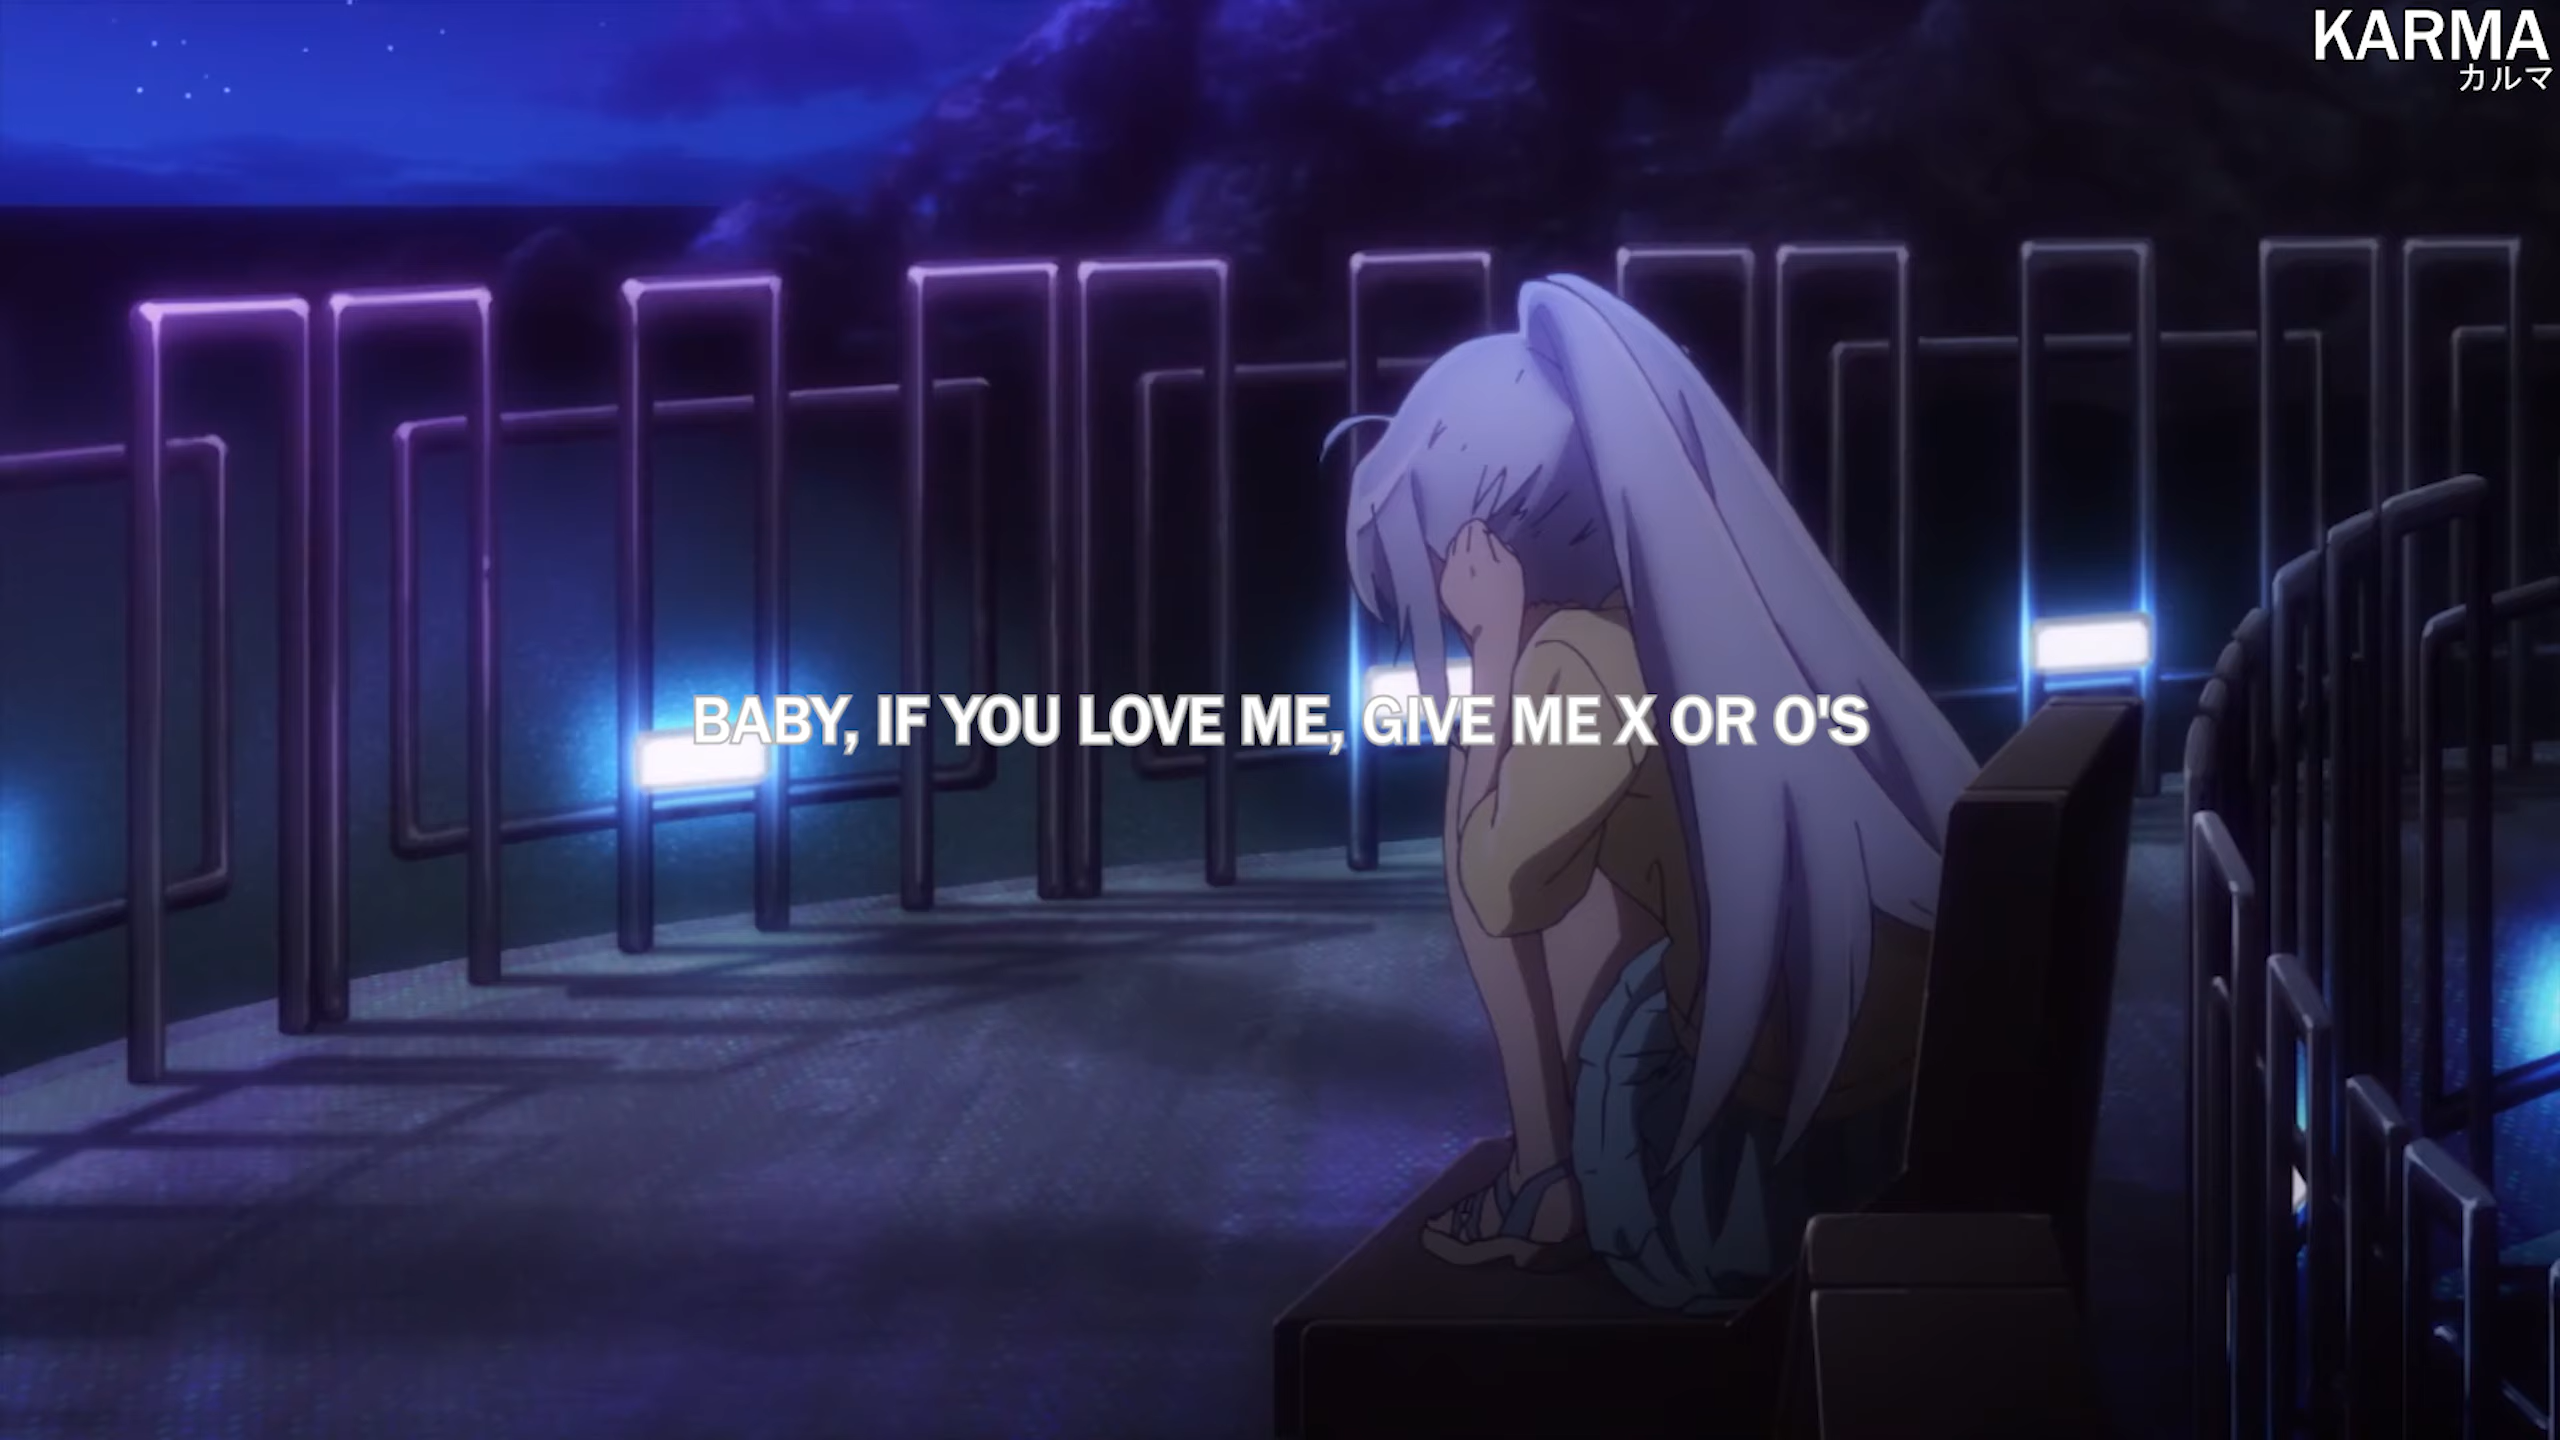 KARMA
カルマ
BABY, IF YOU LOVE ME, GIVE ME X OR O'S